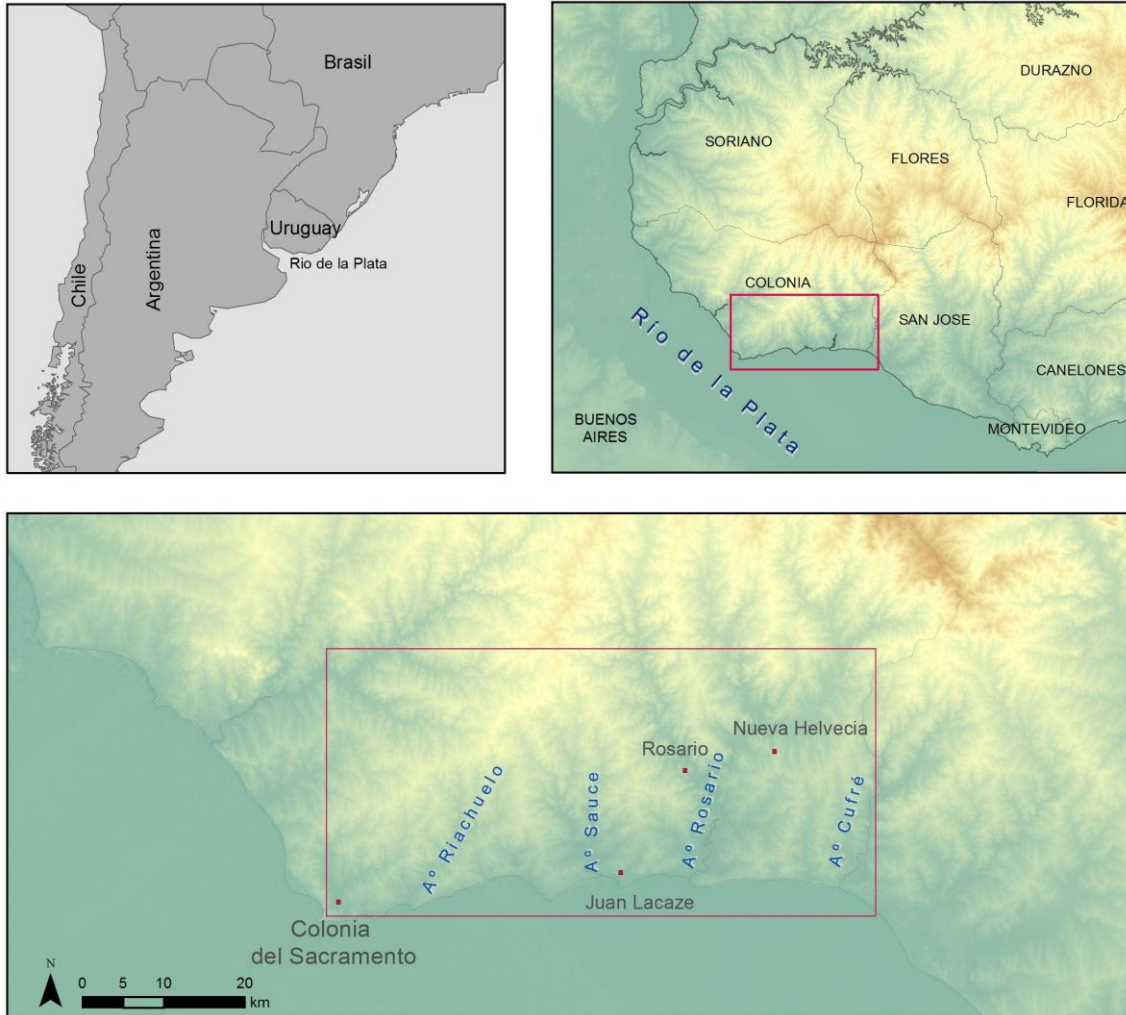 Brasil
Uruguay
Rio de la Plata
Argentina
Chile
DURAZNO
SORIANO
FLORES
FLORIDA
COLONIA
SAN JOSE
Río de la Plata
CANELONES
BUENOS
AIRES
MONTEVIDEO
Nueva Helvecia
Rosario
Aº Riachuelo
Aº Sauce
Aº Rosario
Aº Cufré
Juan Lacaze
Colonia
del Sacramento
N
0 5 10 20
km